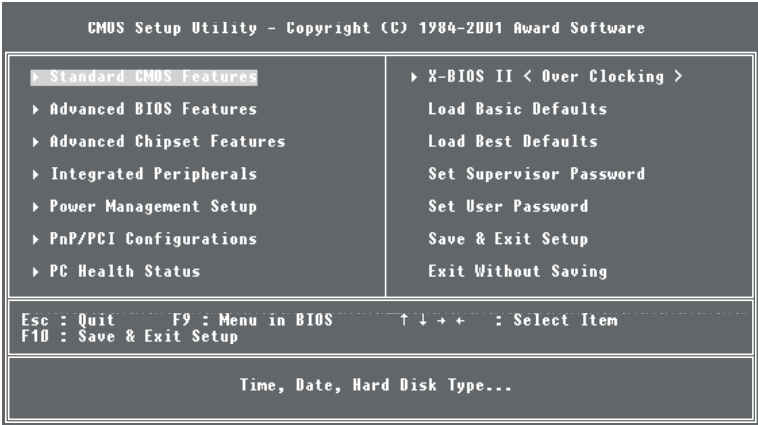 CMOS Setup Utility – Copyright (C) 1984-2001 Award Software
▸ Standard CMOS Features
▸ Advanced BIOS Features
▸ Advanced Chipset Features
▸ Integrated Peripherals
▸ Power Management Setup
▸ PnP/PCI Configurations
▸ PC Health Status
▸ X-BIOS II < Over Clocking >
Load Basic Defaults
Load Best Defaults
Set Supervisor Password
Set User Password
Save & Exit Setup
Exit Without Saving
Esc : Quit F9 : Menu in BIOS ↑ ↓ → ← : Select Item
F10 : Save & Exit Setup
Time, Date, Hard Disk Type...